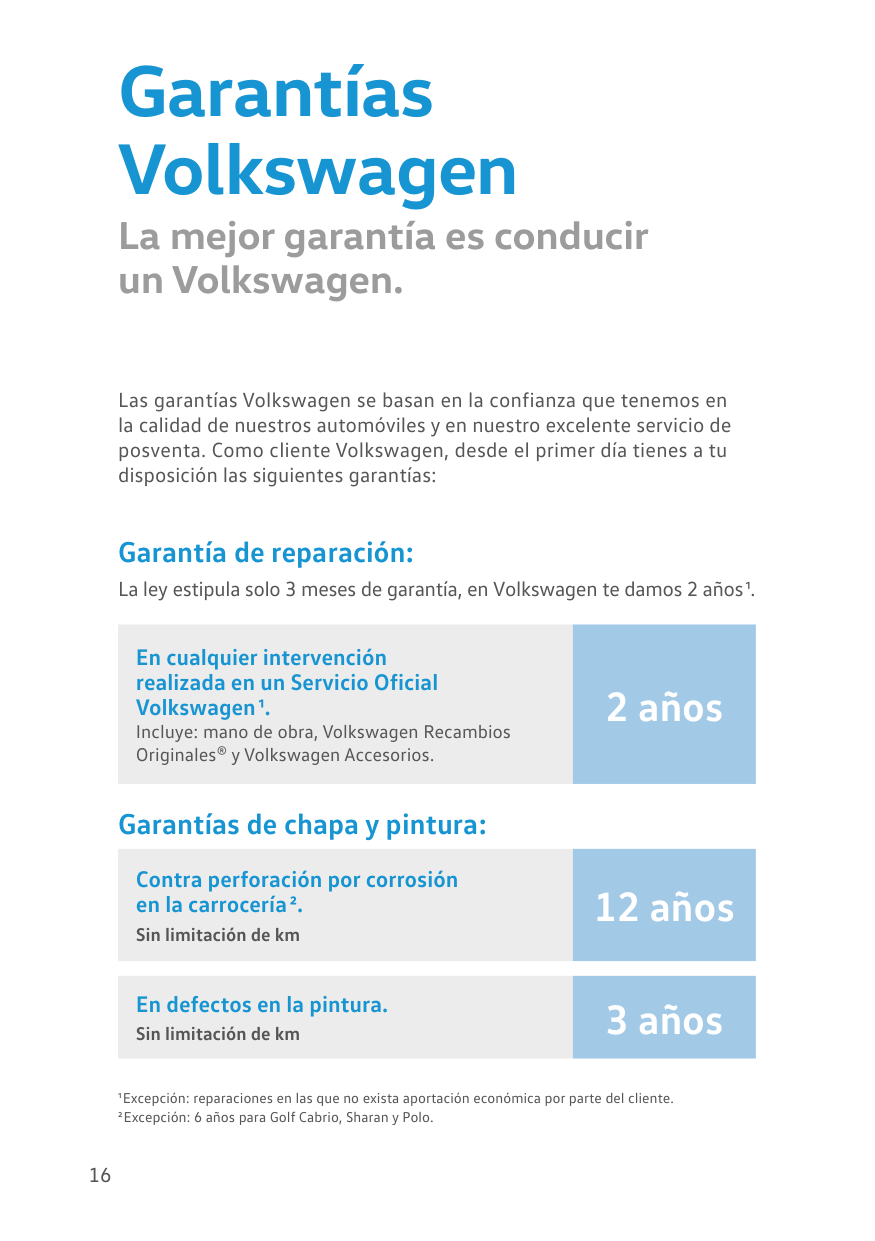 Garantías
Volkswagen
La mejor garantía es conducir
un Volkswagen.
Las garantías Volkswagen se basan en la confianza que tenemos en
la calidad de nuestros automóviles y en nuestro excelente servicio de
posventa. Como cliente Volkswagen, desde el primer día tienes a tu
disposición las siguientes garantías:
Garantía de reparación:
La ley estipula solo 3 meses de garantía, en Volkswagen te damos 2 años¹.
En cualquier intervención
realizada en un Servicio Oficial
Volkswagen¹.
Incluye: mano de obra, Volkswagen Recambios
Originales® y Volkswagen Accesorios.
2 años
Garantías de chapa y pintura:
Contra perforación por corrosión
en la carrocería².
Sin limitación de km
12 años
En defectos en la pintura.
Sin limitación de km
3 años
¹Excepción: reparaciones en las que no exista aportación económica por parte del cliente.
²Excepción: 6 años para Golf Cabrio, Sharan y Polo.
16